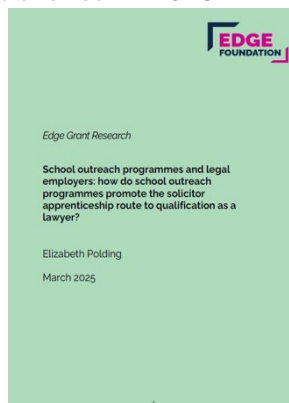 EDGE
FOUNDATION
Edge Grant Research
School outreach programmes and legal
employers: how do school outreach
programmes promote the solicitor
apprenticeship route to qualification as a
lawyer?
Elizabeth Polding
March 2025